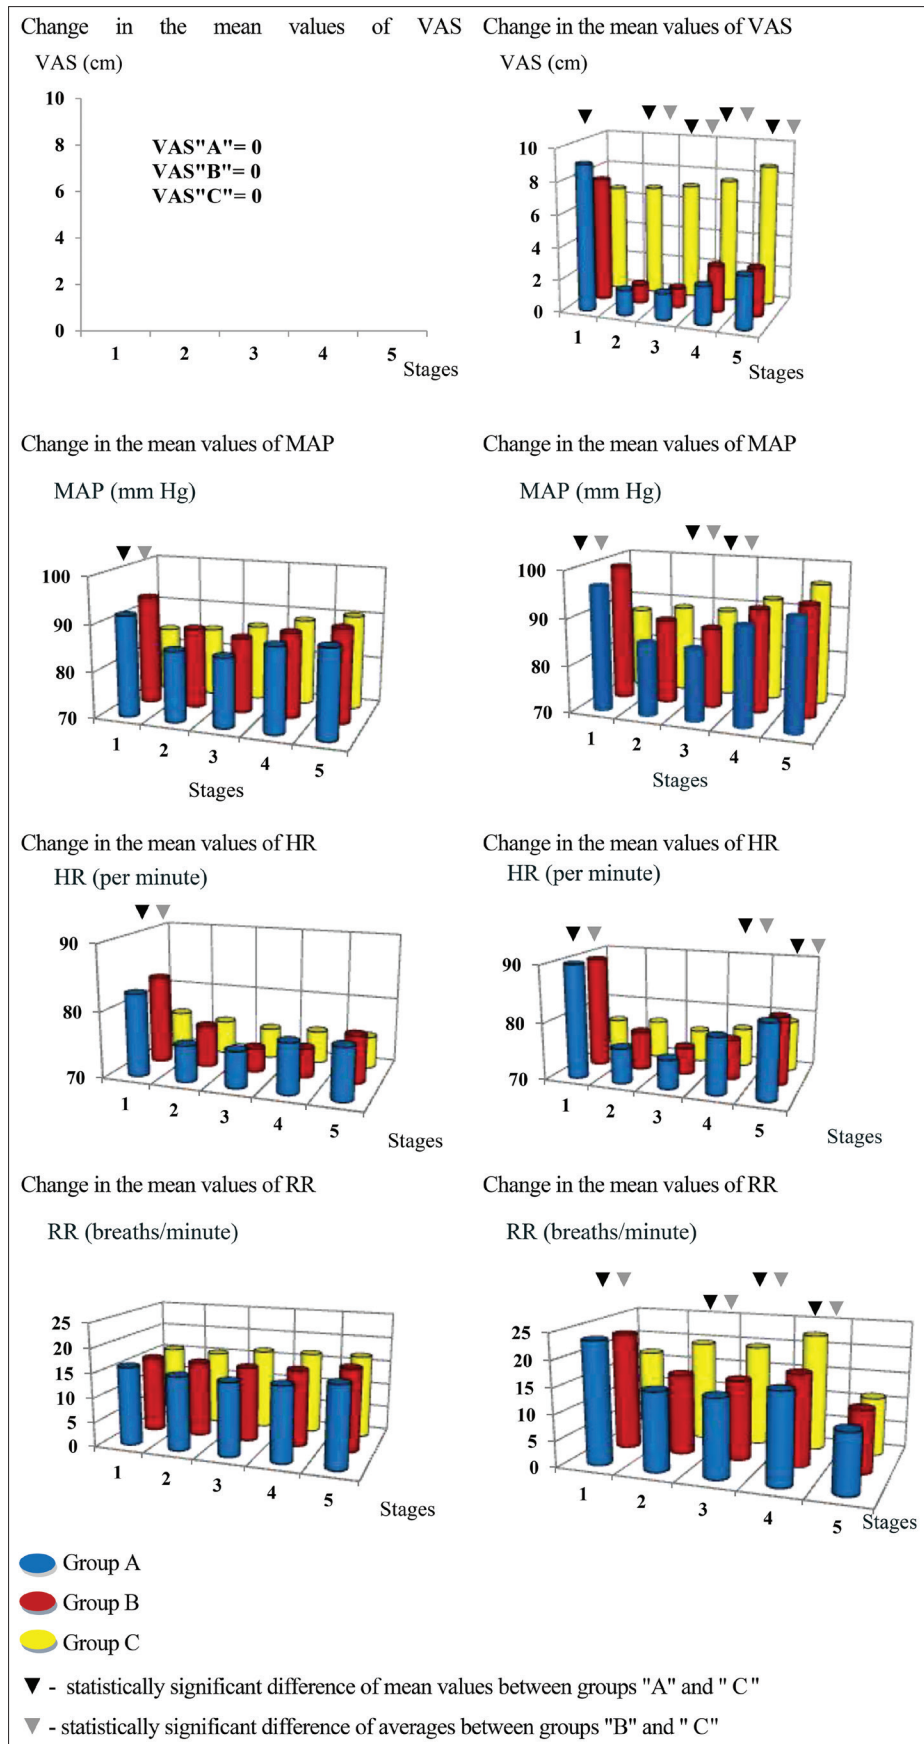 Change in the mean values of VAS
VAS (cm)
10
8
6
4
2
0
VAS"A"= 0
VAS"B"= 0
VAS"C"= 0
1 2 3 4 5
Stages
Change in the mean values of VAS
VAS (cm)
10
8
6
4
2
0
1 2 3 4 5
Stages
Change in the mean values of MAP
MAP (mm Hg)
100
90
80
70
1 2 3 4 5
Stages
Change in the mean values of MAP
MAP (mm Hg)
100
90
80
70
1 2 3 4 5
Stages
Change in the mean values of HR
HR (per minute)
90
80
70
1 2 3 4 5
Stages
Change in the mean values of HR
HR (per minute)
90
80
70
1 2 3 4 5
Stages
Change in the mean values of RR
RR (breaths/minute)
25
20
15
10
5
0
1 2 3 4 5
Stages
Change in the mean values of RR
RR (breaths/minute)
25
20
15
10
5
0
1 2 3 4 5
Stages
Group A
Group B
Group C
▼ - statistically significant difference of mean values between groups "A" and " C"
▼ - statistically significant difference of averages between groups "B" and " C"